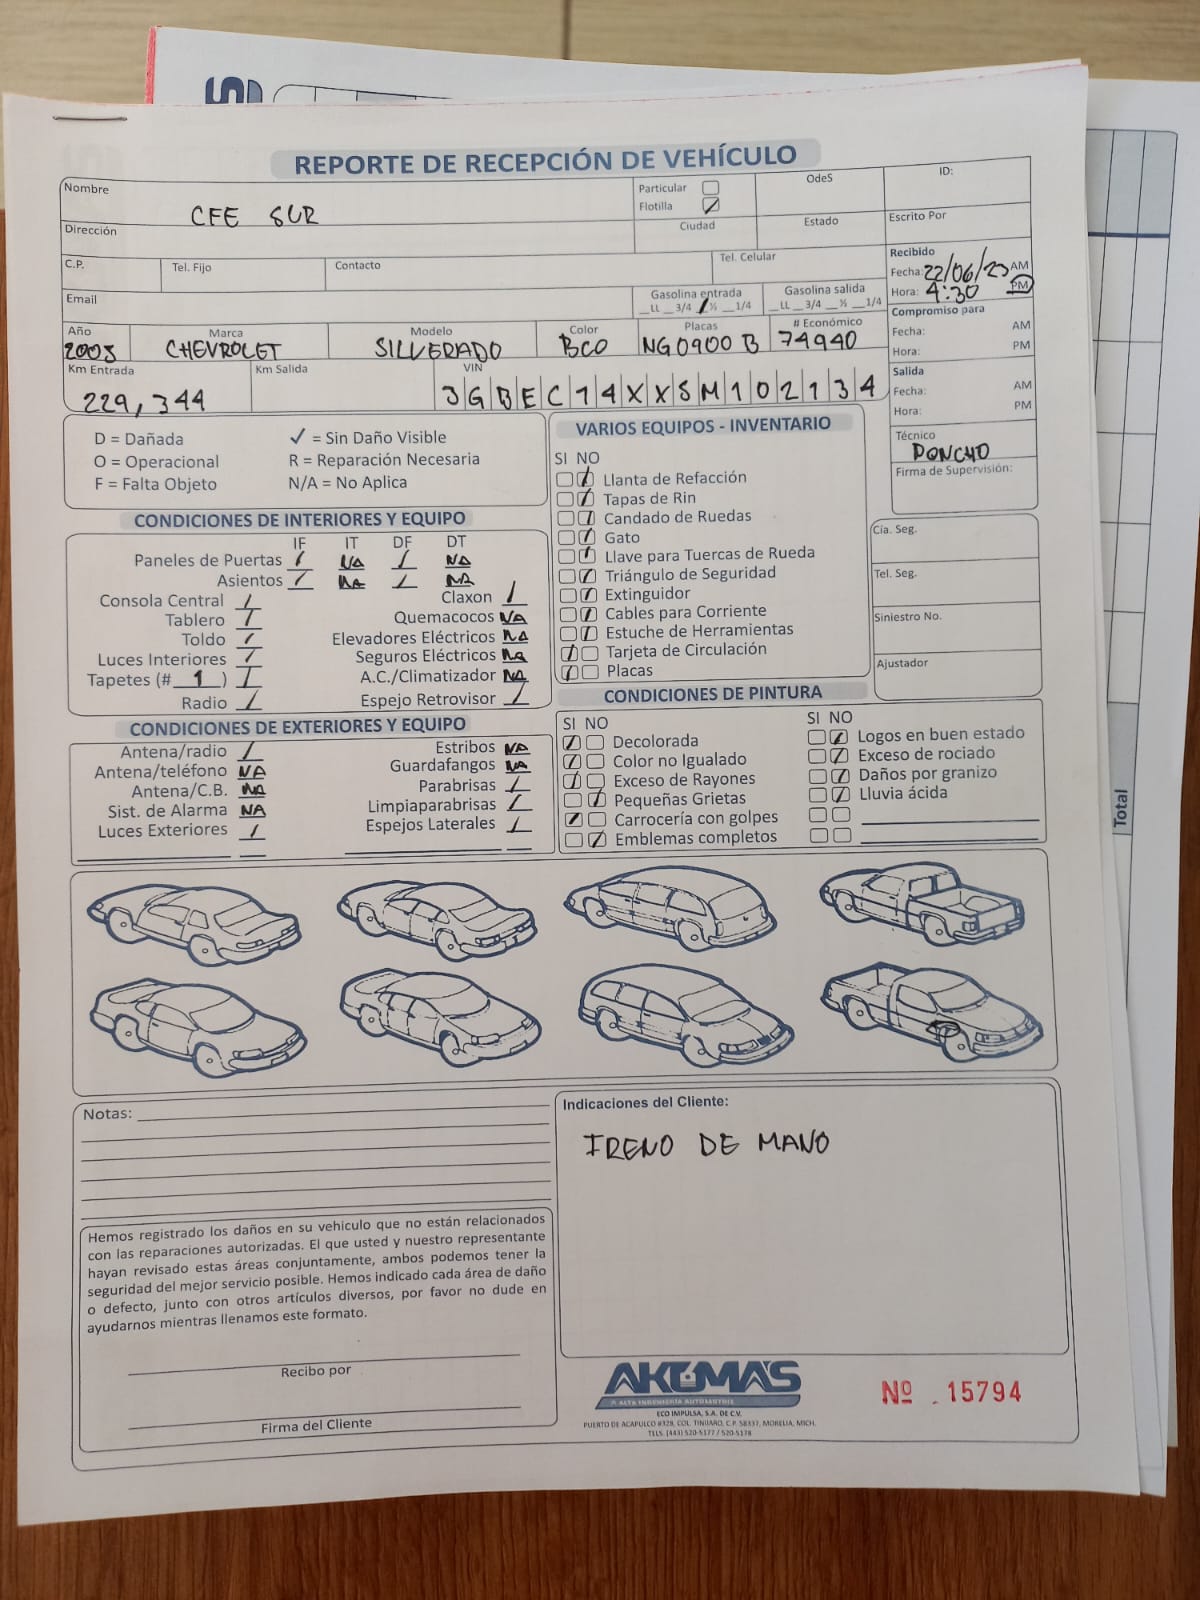 REPORTE DE RECEPCIÓN DE VEHÍCULO
Nombre CFE SUR
Particular
Flotilla
OdeS
ID:
Dirección
Ciudad
Estado
Escrito Por
C.P.
Tel. Fijo
Contacto
Tel. Celular
Recibido
Fecha: 22/06/23 AM
Hora: 4:30 PM
Email
Gasolina entrada
__LL __3/4 __½ __1/4
Gasolina salida
__LL __3/4 __½ __1/4
Compromiso para
Fecha: AM
Hora: PM
Año Marca Modelo Color Placas # Económico
CHEVROLET SILVERADO BCO NG0900B 74940
Km Entrada 229,344
Km Salida
VIN
3GBEC14XXSM102134
Salida
Fecha: AM
Hora: PM
Técnico
PONCHO
Firma de Supervisión:
D = Dañada ✓ = Sin Daño Visible
O = Operacional R = Reparación Necesaria
F = Falta Objeto N/A = No Aplica
VARIOS EQUIPOS - INVENTARIO
SI NO
Llanta de Refacción
Tapas de Rin
Candado de Ruedas
Gato
Llave para Tuercas de Rueda
Triángulo de Seguridad
Extinguidor
Cables para Corriente
Estuche de Herramientas
Tarjeta de Circulación
Placas
Cía. Seg.
Tel. Seg.
Siniestro No.
Ajustador
CONDICIONES DE INTERIORES Y EQUIPO
IF IT DF DT
Paneles de Puertas / NA / NA
Asientos / NA / NA
Consola Central / Claxon /
Tablero / Quemacocos NA
Toldo / Elevadores Eléctricos NA
Luces Interiores / Seguros Eléctricos NA
Tapetes (# 1 ) / A.C./Climatizador NA
Radio / Espejo Retrovisor /
CONDICIONES DE EXTERIORES Y EQUIPO
Antena/radio / Estribos NA
Antena/teléfono NA Guardafangos NA
Antena/C.B. NA Parabrisas /
Sist. de Alarma NA Limpiaparabrisas /
Luces Exteriores / Espejos Laterales /
CONDICIONES DE PINTURA
SI NO SI NO
Decolorada Logos en buen estado
Color no Igualado Exceso de rociado
Exceso de Rayones Daños por granizo
Pequeñas Grietas Lluvia ácida
Carrocería con golpes
Emblemas completos
Total
Notas:
Indicaciones del Cliente:
FRENO DE MANO
Hemos registrado los daños en su vehiculo que no están relacionados
con las reparaciones autorizadas. El que usted y nuestro representante
hayan revisado estas áreas conjuntamente, ambos podemos tener la
seguridad del mejor servicio posible. Hemos indicado cada área de daño
o defecto, junto con otros artículos diversos, por favor no dude en
ayudarnos mientras llenamos este formato.
Recibo por
Firma del Cliente
AKTMA'S
ALTA INGENIERÍA AUTOMOTRIZ
ECO IMPULSA, S.A. DE C.V.
PUERTO DE ACAPULCO #329, COL. TINIJARO, C.P. 58337, MORELIA, MICH.
TELS. (443) 520-5177 / 520-5178
Nº 15794